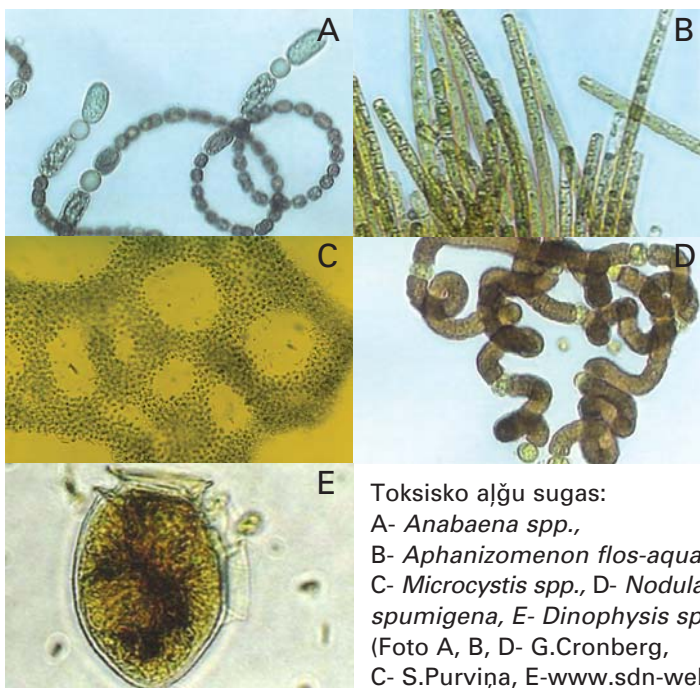 A
B
C
D
E
Toksisko aļģu sugas:
A- Anabaena spp.,
B- Aphanizomenon flos-aqua
C- Microcystis spp., D- Nodula
spumigena, E- Dinophysis sp
(Foto A, B, D- G.Cronberg,
C- S.Purviņa, E-www.sdn-wel